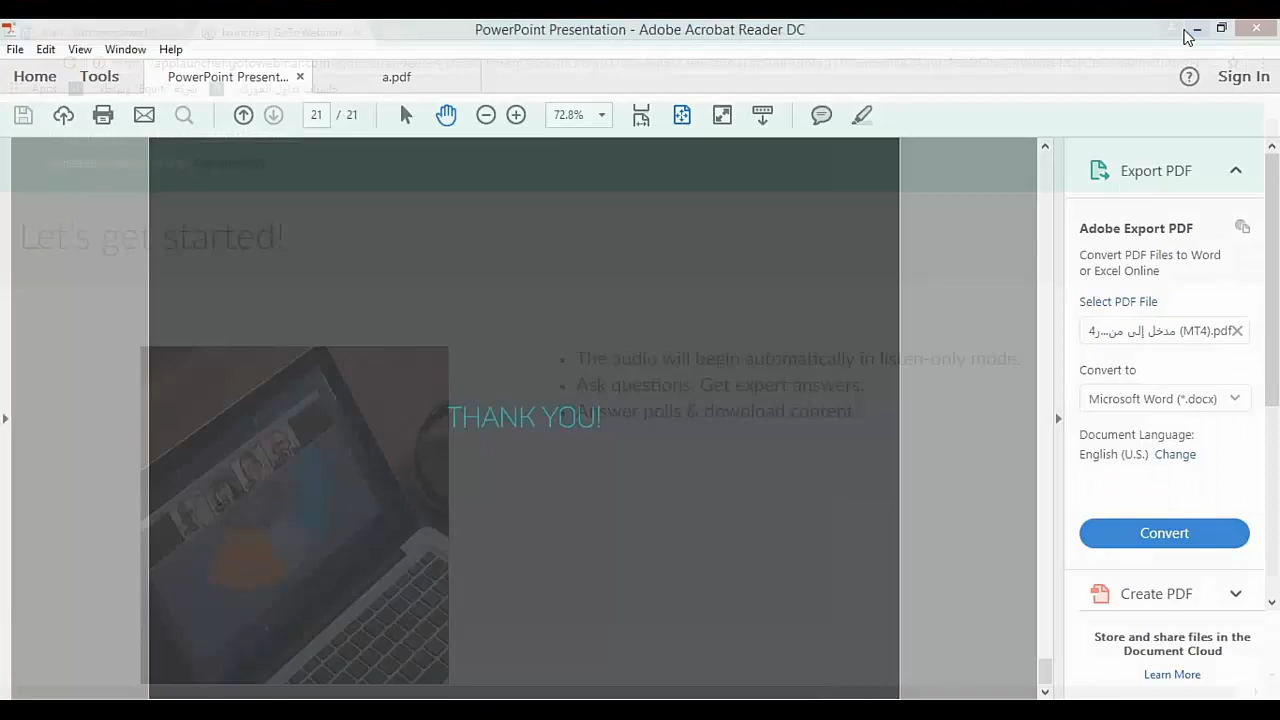 PowerPoint Presentation - Adobe Acrobat Reader DC
File Edit View Window Help
Home Tools PowerPoint Present... × a.pdf Sign In
21 / 21 72.8%
Let's get started!
The audio will begin automatically in listen-only mode.
Ask questions. Get expert answers.
Answer polls & download content
THANK YOU!
Export PDF
Adobe Export PDF
Convert PDF Files to Word
or Excel Online
Select PDF File
مدخل إلى من...ر4 (MT4).pdf
Convert to
Microsoft Word (*.docx)
Document Language:
English (U.S.) Change
Convert
Create PDF
Store and share files in the
Document Cloud
Learn More